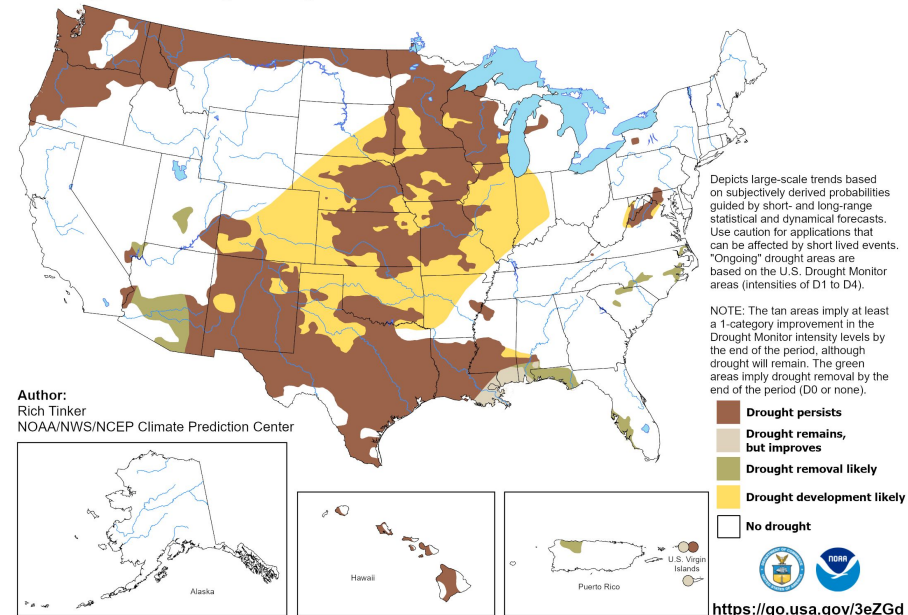 Depicts large-scale trends based
on subjectively derived probabilities
guided by short- and long-range
statistical and dynamical forecasts.
Use caution for applications that
can be affected by short lived events.
"Ongoing" drought areas are
based on the U.S. Drought Monitor
areas (intensities of D1 to D4).
NOTE: The tan areas imply at least
a 1-category improvement in the
Drought Monitor intensity levels by
the end of the period, although
drought will remain. The green
areas imply drought removal by the
end of the period (D0 or none).
Author:
Rich Tinker
NOAA/NWS/NCEP Climate Prediction Center
Drought persists
Drought remains,
but improves
Drought removal likely
Drought development likely
No drought
Alaska
Hawaii
Puerto Rico
U.S. Virgin
Islands
NOAA
https://go.usa.gov/3eZGd